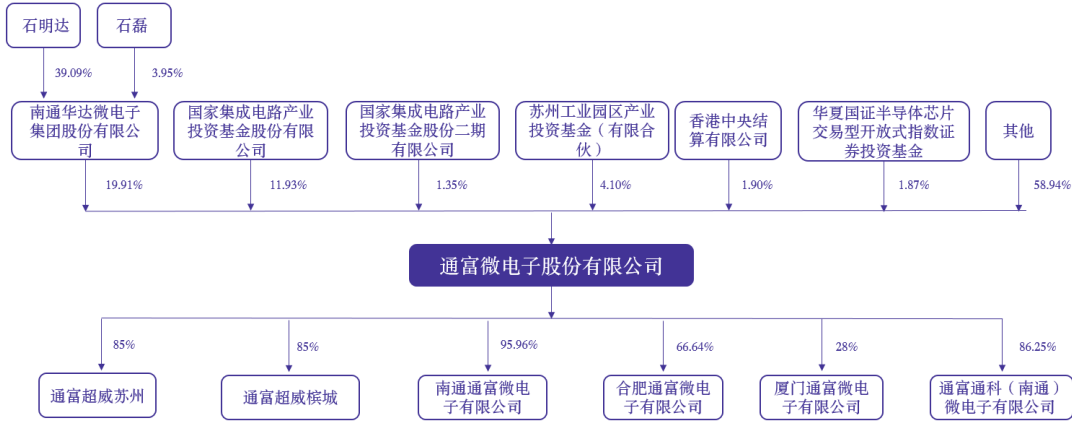 石明达
石磊
39.09%
3.95%
南通华达微电子
集团股份有限公
司
国家集成电路产业
投资基金股份有限
公司
国家集成电路产业
投资基金股份二期
有限公司
苏州工业园区产业
投资基金（有限合
伙）
香港中央结
算有限公司
华夏国证半导体芯片
交易型开放式指数证
券投资基金
其他
19.91%
11.93%
1.35%
4.10%
1.90%
1.87%
58.94%
通富微电子股份有限公司
85%
85%
95.96%
66.64%
28%
86.25%
通富超威苏州
通富超威槟城
南通通富微电
子有限公司
合肥通富微电
子有限公司
厦门通富微电
子有限公司
通富通科（南通）
微电子有限公司